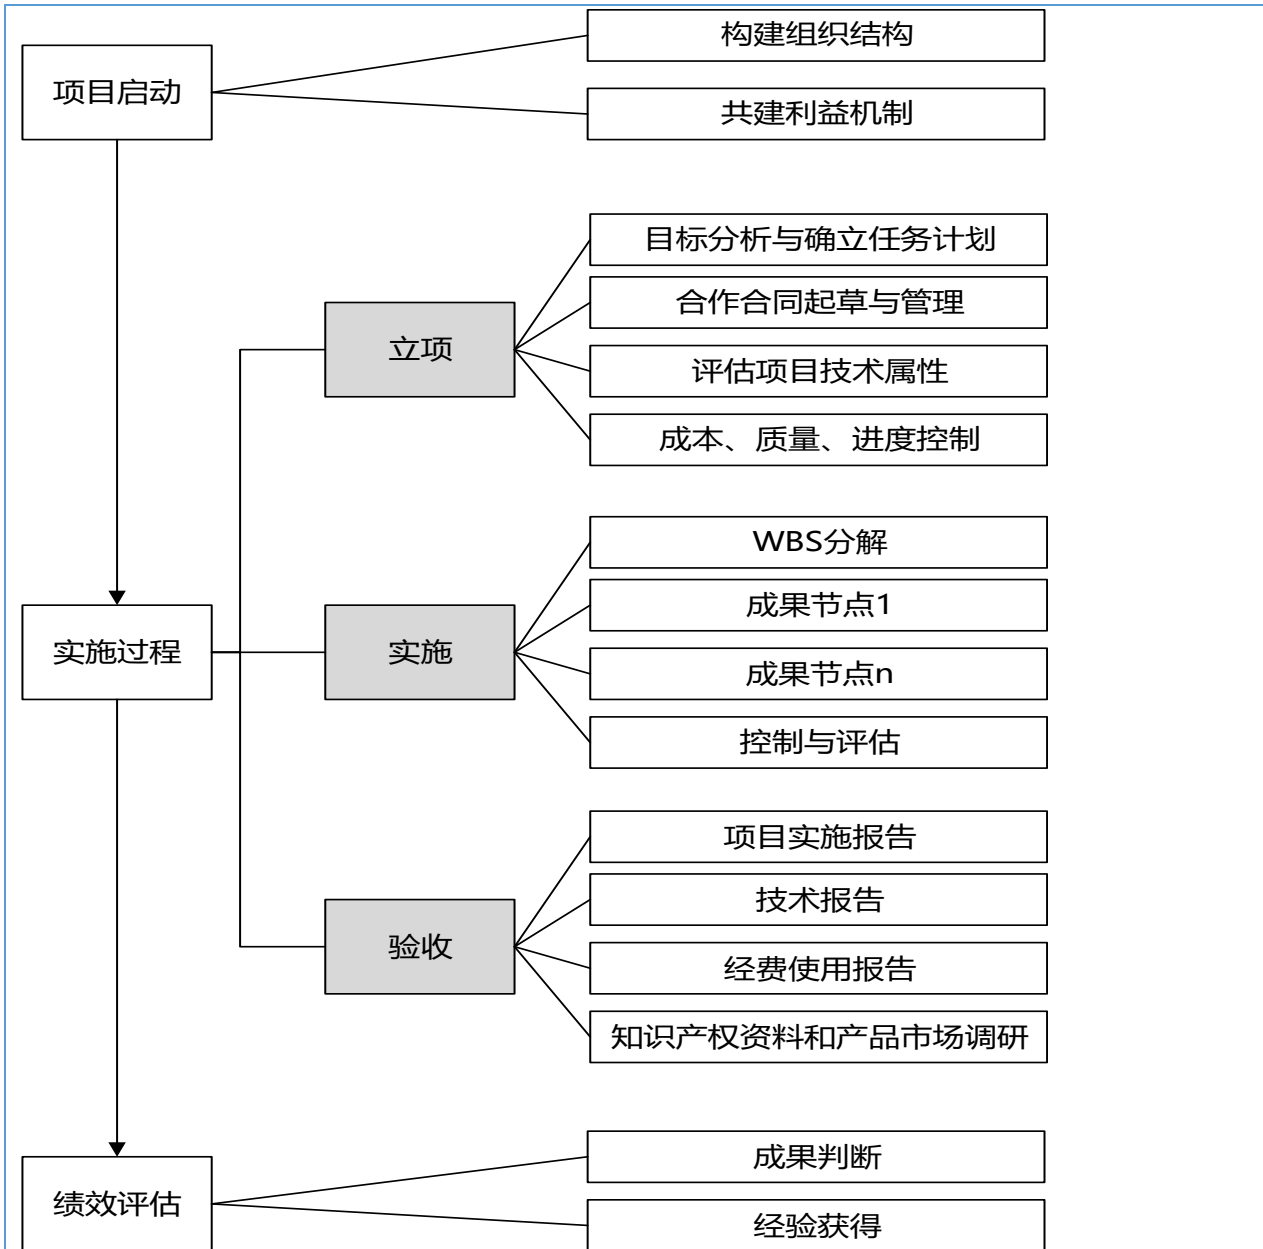 项目启动
构建组织结构
共建利益机制
目标分析与确立任务计划
合作合同起草与管理
立项
评估项目技术属性
成本、质量、进度控制
WBS分解
成果节点1
实施过程
实施
成果节点n
控制与评估
项目实施报告
技术报告
验收
经费使用报告
知识产权资料和产品市场调研
成果判断
绩效评估
经验获得